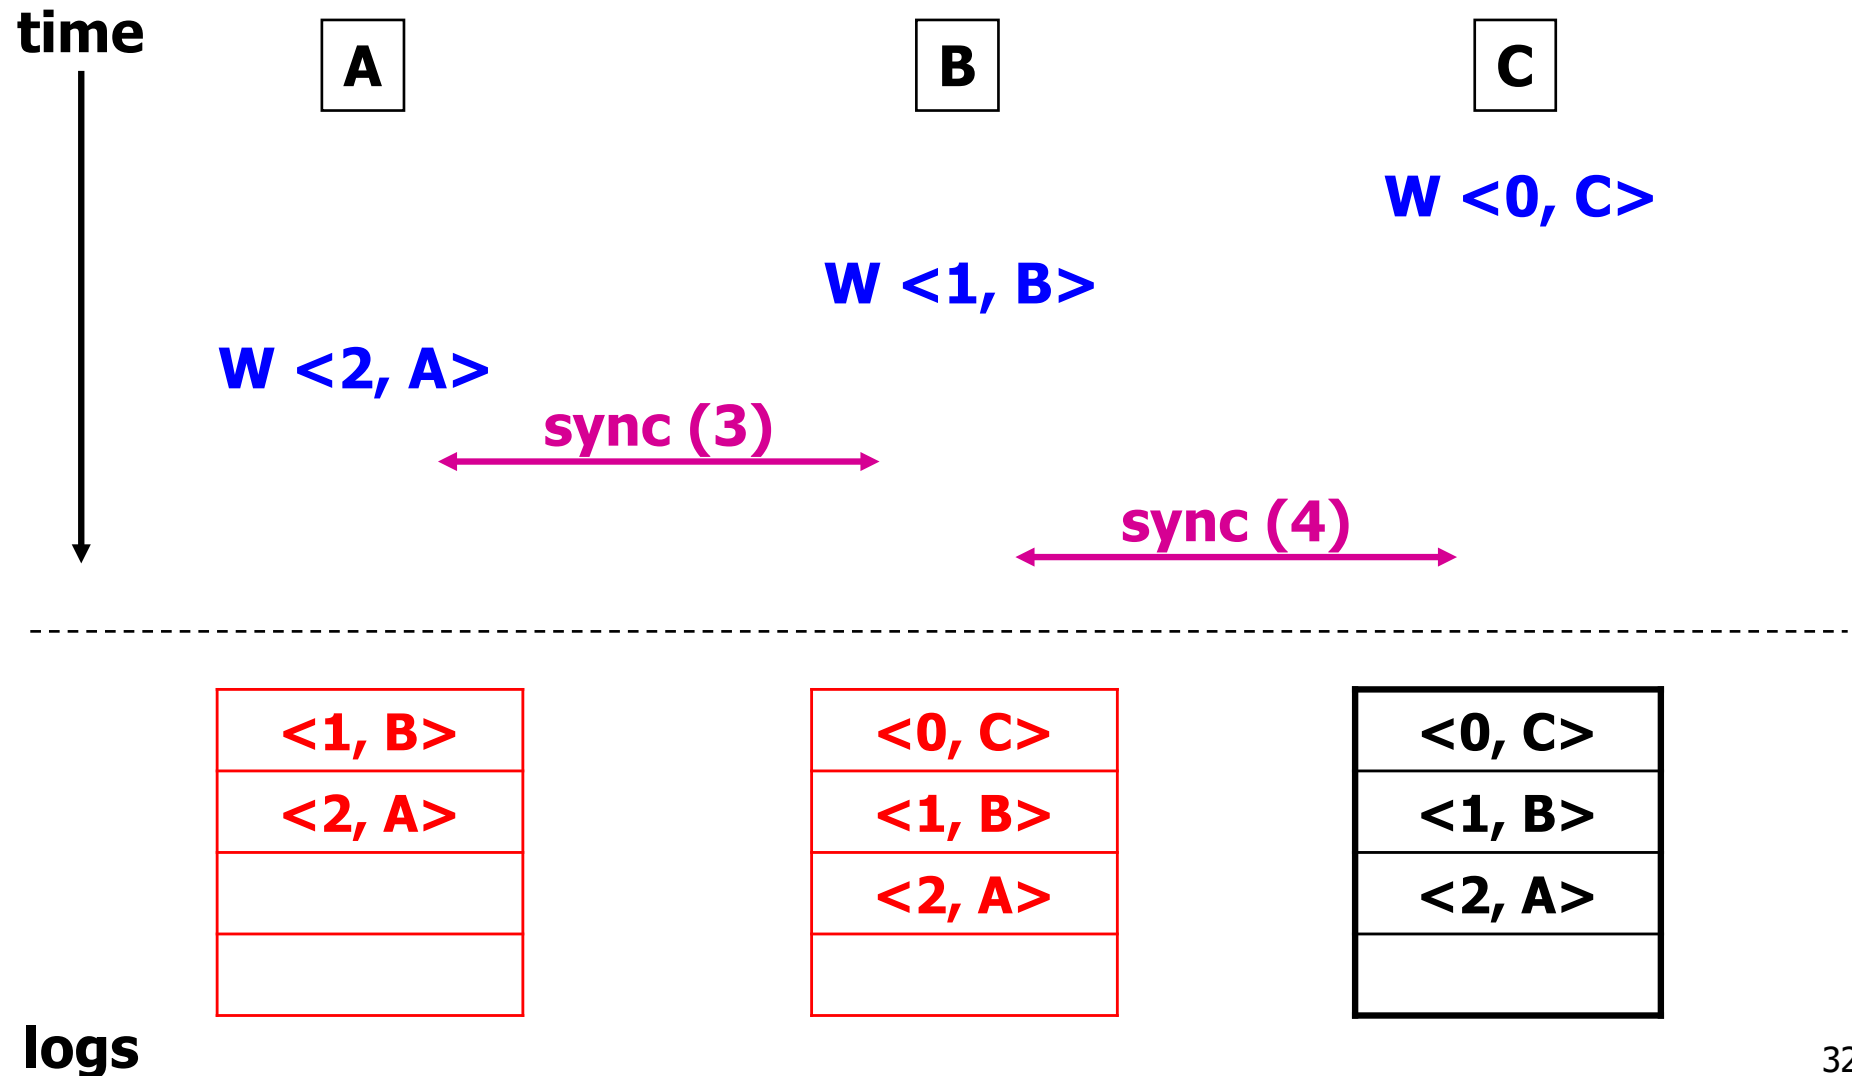 time
A
B
C
W <0, C>
W <1, B>
W <2, A>
sync (3)
sync (4)
<1, B>
<0, C>
<0, C>
<2, A>
<1, B>
<1, B>
<2, A>
<2, A>
logs
32